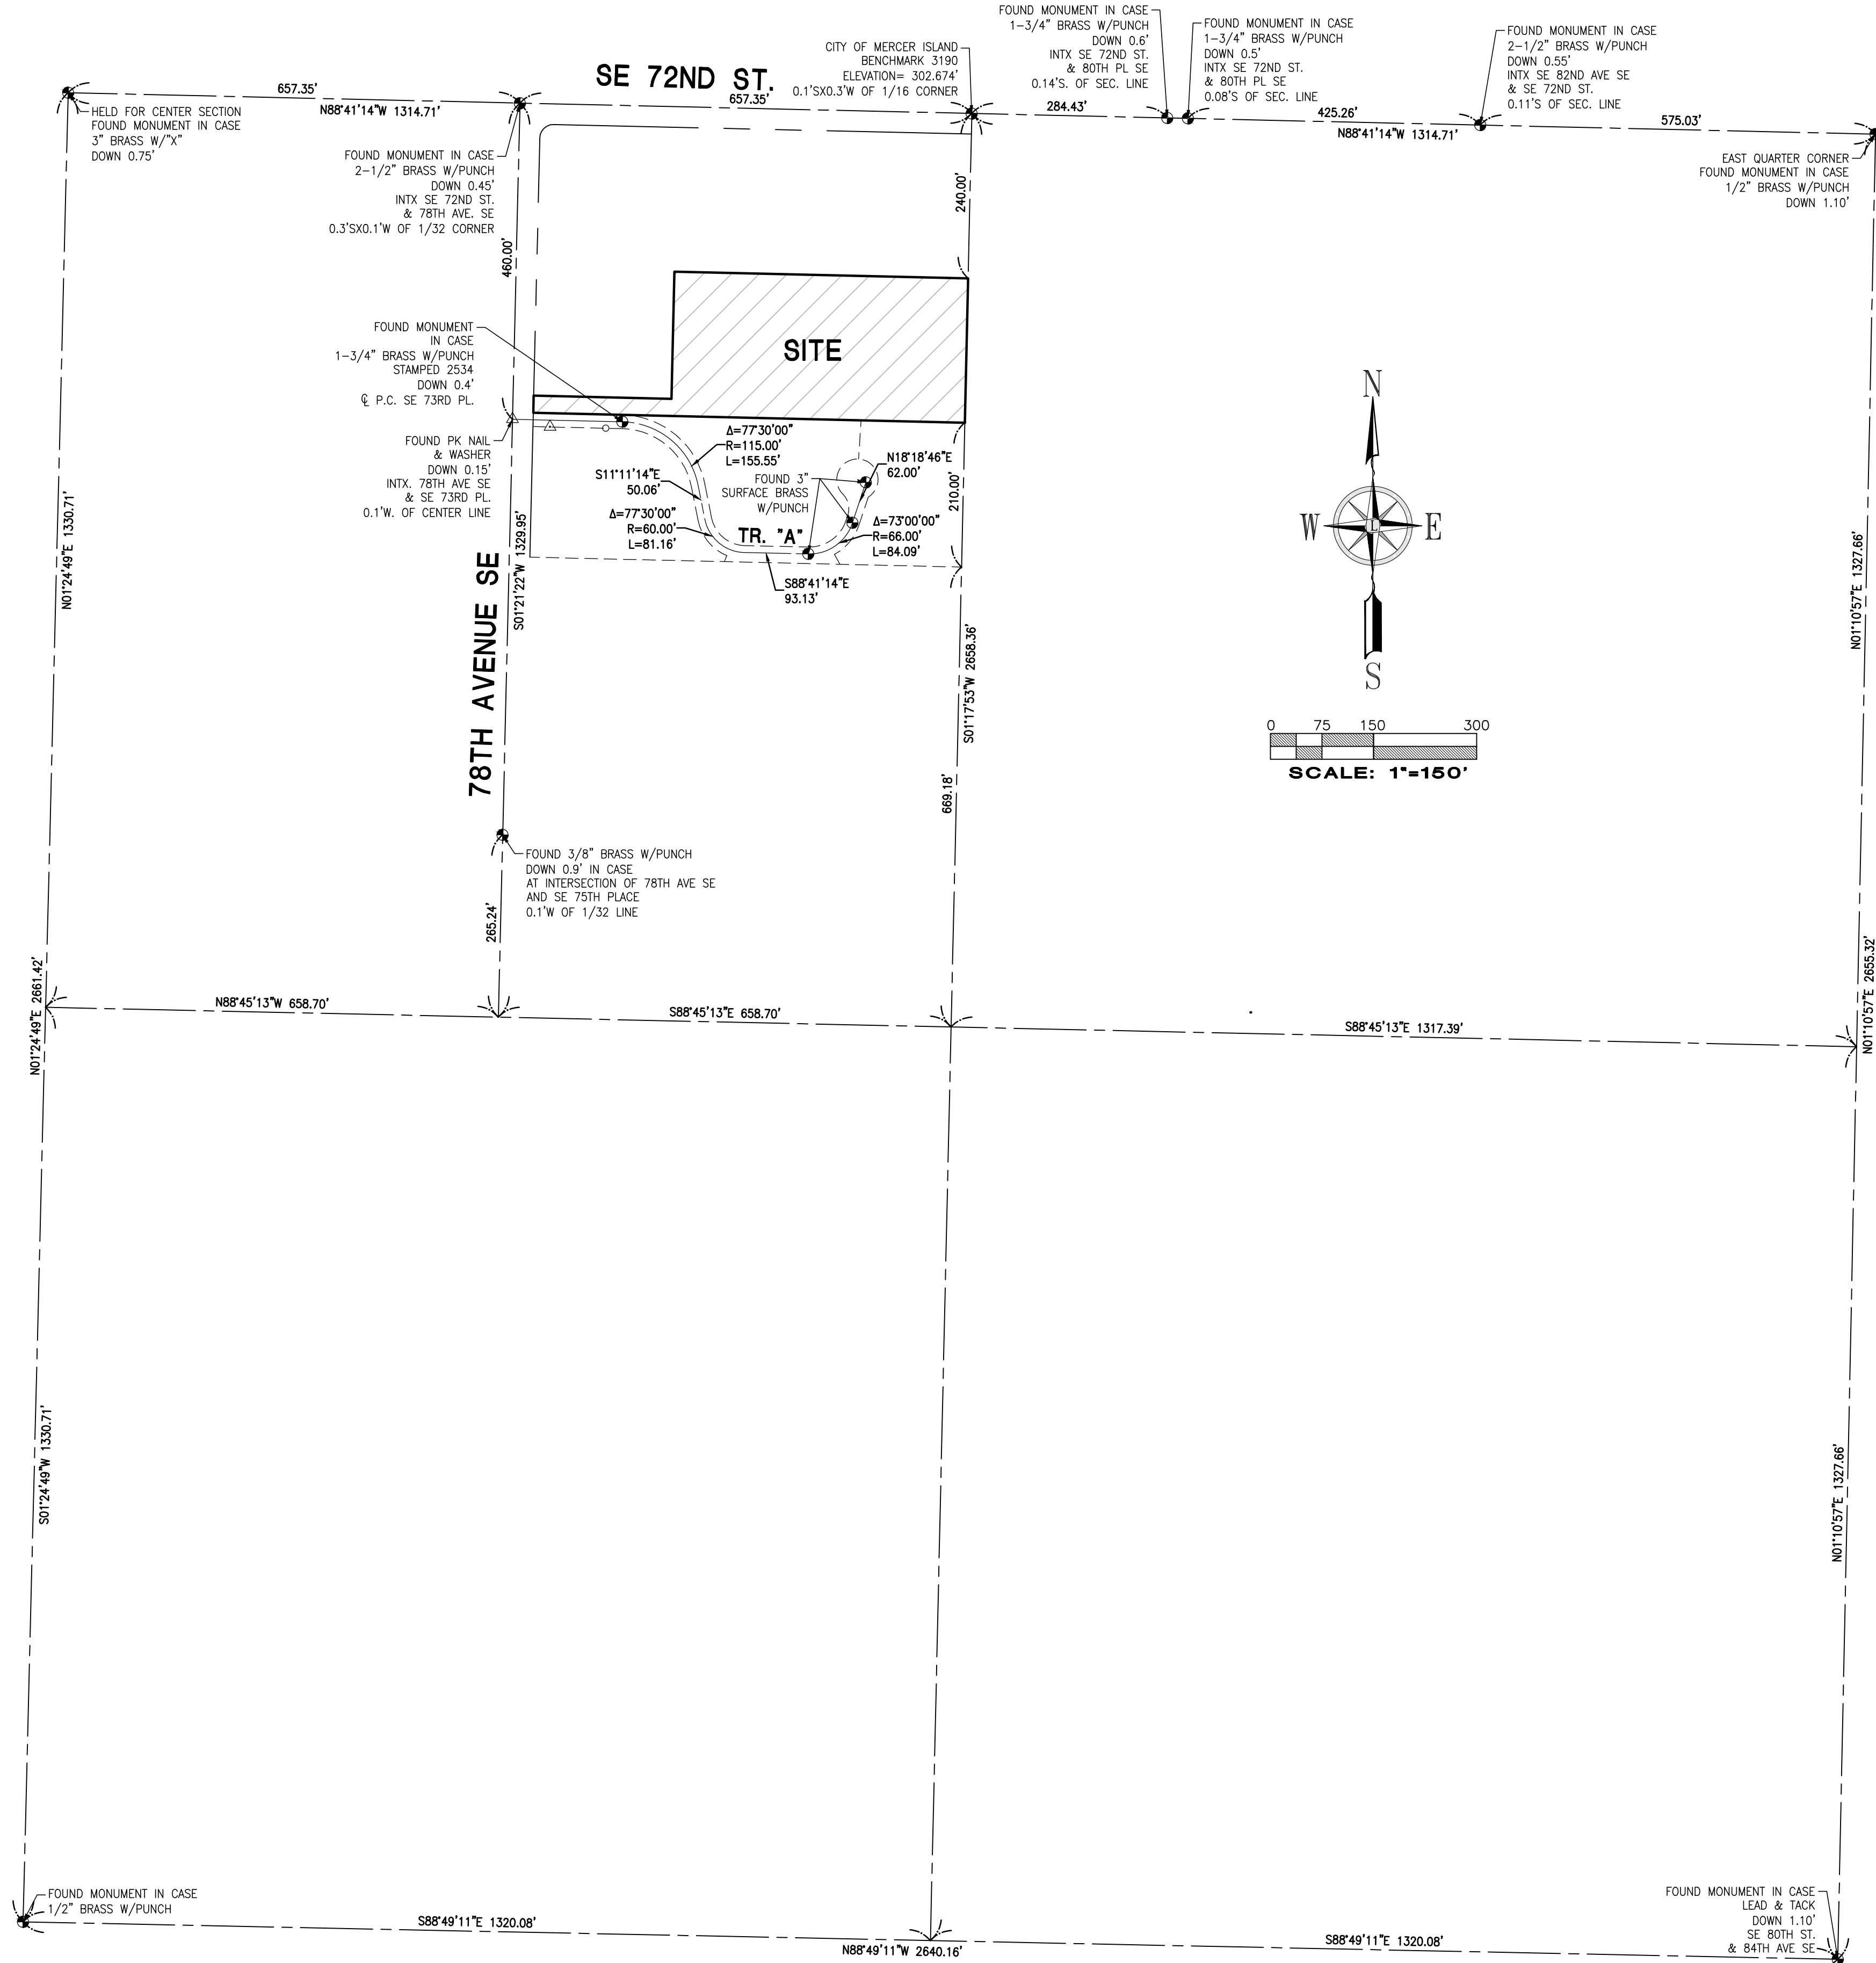 FOUND MONUMENT IN CASE
1-3/4" BRASS W/PUNCH
DOWN 0.6'
INTX SE 72ND ST.
& 80TH PL SE
0.14'S. OF SEC. LINE
FOUND MONUMENT IN CASE
1-3/4" BRASS W/PUNCH
DOWN 0.5'
INTX SE 72ND ST.
& 80TH PL SE
0.08'S OF SEC. LINE
FOUND MONUMENT IN CASE
2-1/2" BRASS W/PUNCH
DOWN 0.55'
INTX SE 82ND AVE SE
& SE 72ND ST.
0.11'S OF SEC. LINE
CITY OF MERCER ISLAND
BENCHMARK 3190
ELEVATION= 302.674'
0.1'SX0.3'W OF 1/16 CORNER
SE 72ND ST.
657.35'
N88°41'14"W 1314.71'
657.35'
284.43'
425.26'
N88°41'14"W 1314.71'
575.03'
HELD FOR CENTER SECTION
FOUND MONUMENT IN CASE
3" BRASS W/"X"
DOWN 0.75'
FOUND MONUMENT IN CASE
2-1/2" BRASS W/PUNCH
DOWN 0.45'
INTX SE 72ND ST.
& 78TH AVE. SE
0.3'SX0.1'W OF 1/32 CORNER
EAST QUARTER CORNER
FOUND MONUMENT IN CASE
1/2" BRASS W/PUNCH
DOWN 1.10'
240.00'
460.00'
SITE
FOUND MONUMENT
IN CASE
1-3/4" BRASS W/PUNCH
STAMPED 2534
DOWN 0.4'
℄ P.C. SE 73RD PL.
FOUND PK NAIL
& WASHER
DOWN 0.15'
INTX. 78TH AVE SE
& SE 73RD PL.
0.1'W. OF CENTER LINE
Δ=77°30'00"
R=115.00'
L=155.55'
S11°11'14"E
50.06'
Δ=77°30'00"
R=60.00'
L=81.16'
FOUND 3"
SURFACE BRASS
W/PUNCH
N18°18'46"E
62.00'
Δ=73°00'00"
R=66.00'
L=84.09'
TR. "A"
S88°41'14"E
93.13'
210.00'
N01°24'49"E 1330.71'
S01°21'22"W 1329.95'
78TH AVENUE SE
S01°17'53"W 2658.36'
669.18'
N01°10'57"E 1327.66'
N
W
L
E
S
0 75 150 300
SCALE: 1"=150'
FOUND 3/8" BRASS W/PUNCH
DOWN 0.9' IN CASE
AT INTERSECTION OF 78TH AVE SE
AND SE 75TH PLACE
0.1'W OF 1/32 LINE
265.24'
N01°24'49"E 2661.42'
N01°10'57"E 2655.32'
N88°45'13"W 658.70'
S88°45'13"E 658.70'
S88°45'13"E 1317.39'
S01°24'49"W 1330.71'
N01°10'57"E 1327.66'
FOUND MONUMENT IN CASE
1/2" BRASS W/PUNCH
FOUND MONUMENT IN CASE
LEAD & TACK
DOWN 1.10'
SE 80TH ST.
& 84TH AVE SE
S88°49'11"E 1320.08'
N88°49'11"W 2640.16'
S88°49'11"E 1320.08'